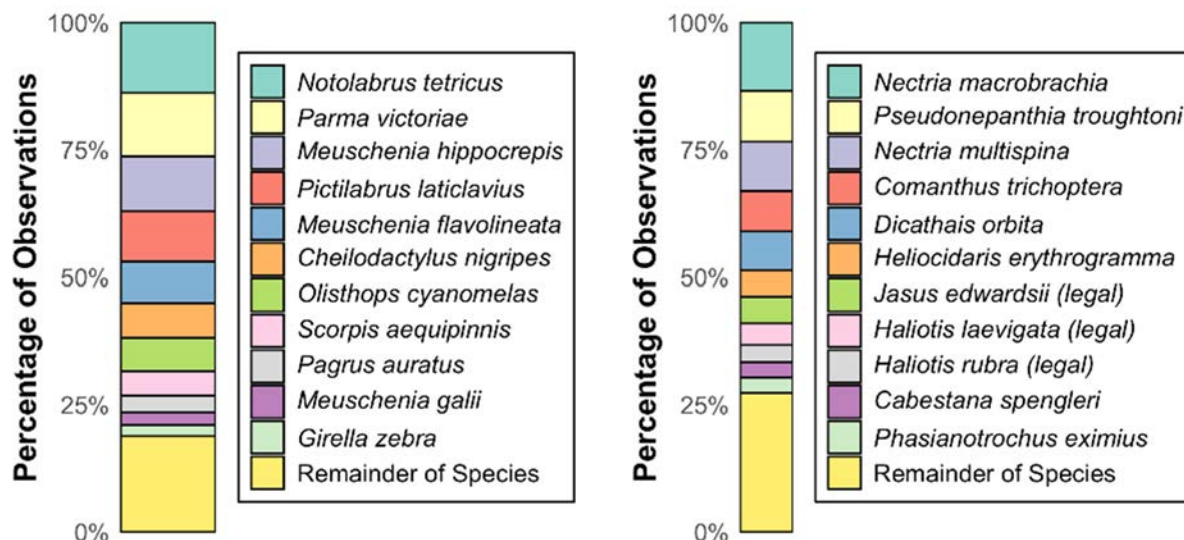 100%
75%
50%
25%
0%
Percentage of Observations
Notolabrus tetricus
Parma victoriae
Meuschenia hippocrepis
Pictilabrus laticlavius
Meuschenia flavolineata
Cheilodactylus nigripes
Olisthops cyanomelas
Scorpis aequipinnis
Pagrus auratus
Meuschenia galii
Girella zebra
Remainder of Species
100%
75%
50%
25%
0%
Percentage of Observations
Nectria macrobrachia
Pseudonepanthia troughtoni
Nectria multispina
Comanthus trichoptera
Dicathais orbita
Heliocidaris erythrogramma
Jasus edwardsii (legal)
Haliotis laevigata (legal)
Haliotis rubra (legal)
Cabestana spengleri
Phasianotrochus eximius
Remainder of Species